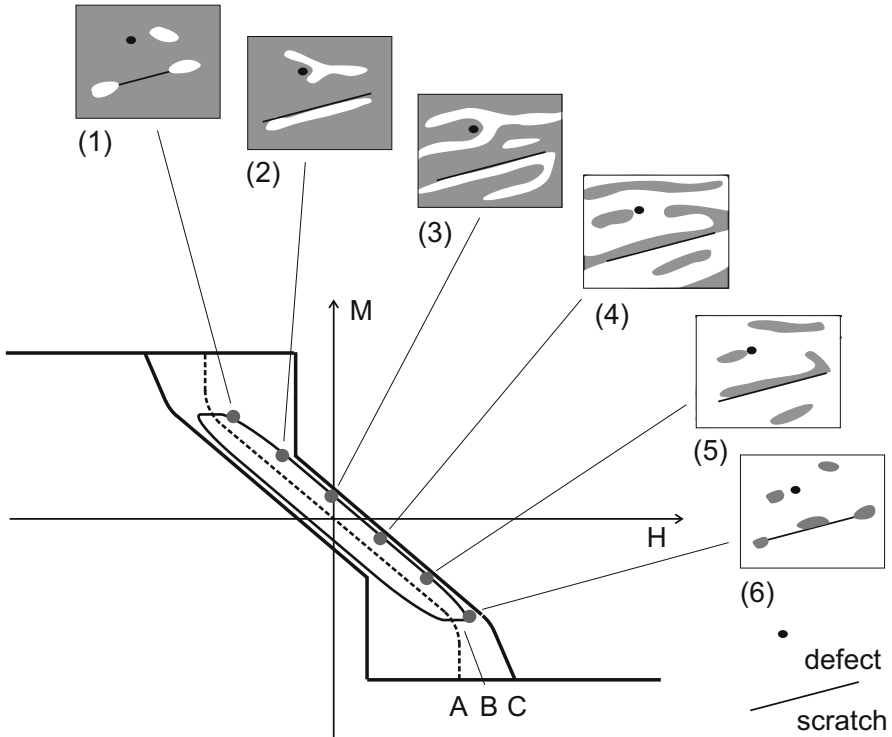 (1)
(2)
(3)
M
(4)
(5)
H
(6)
A B C
defect
scratch